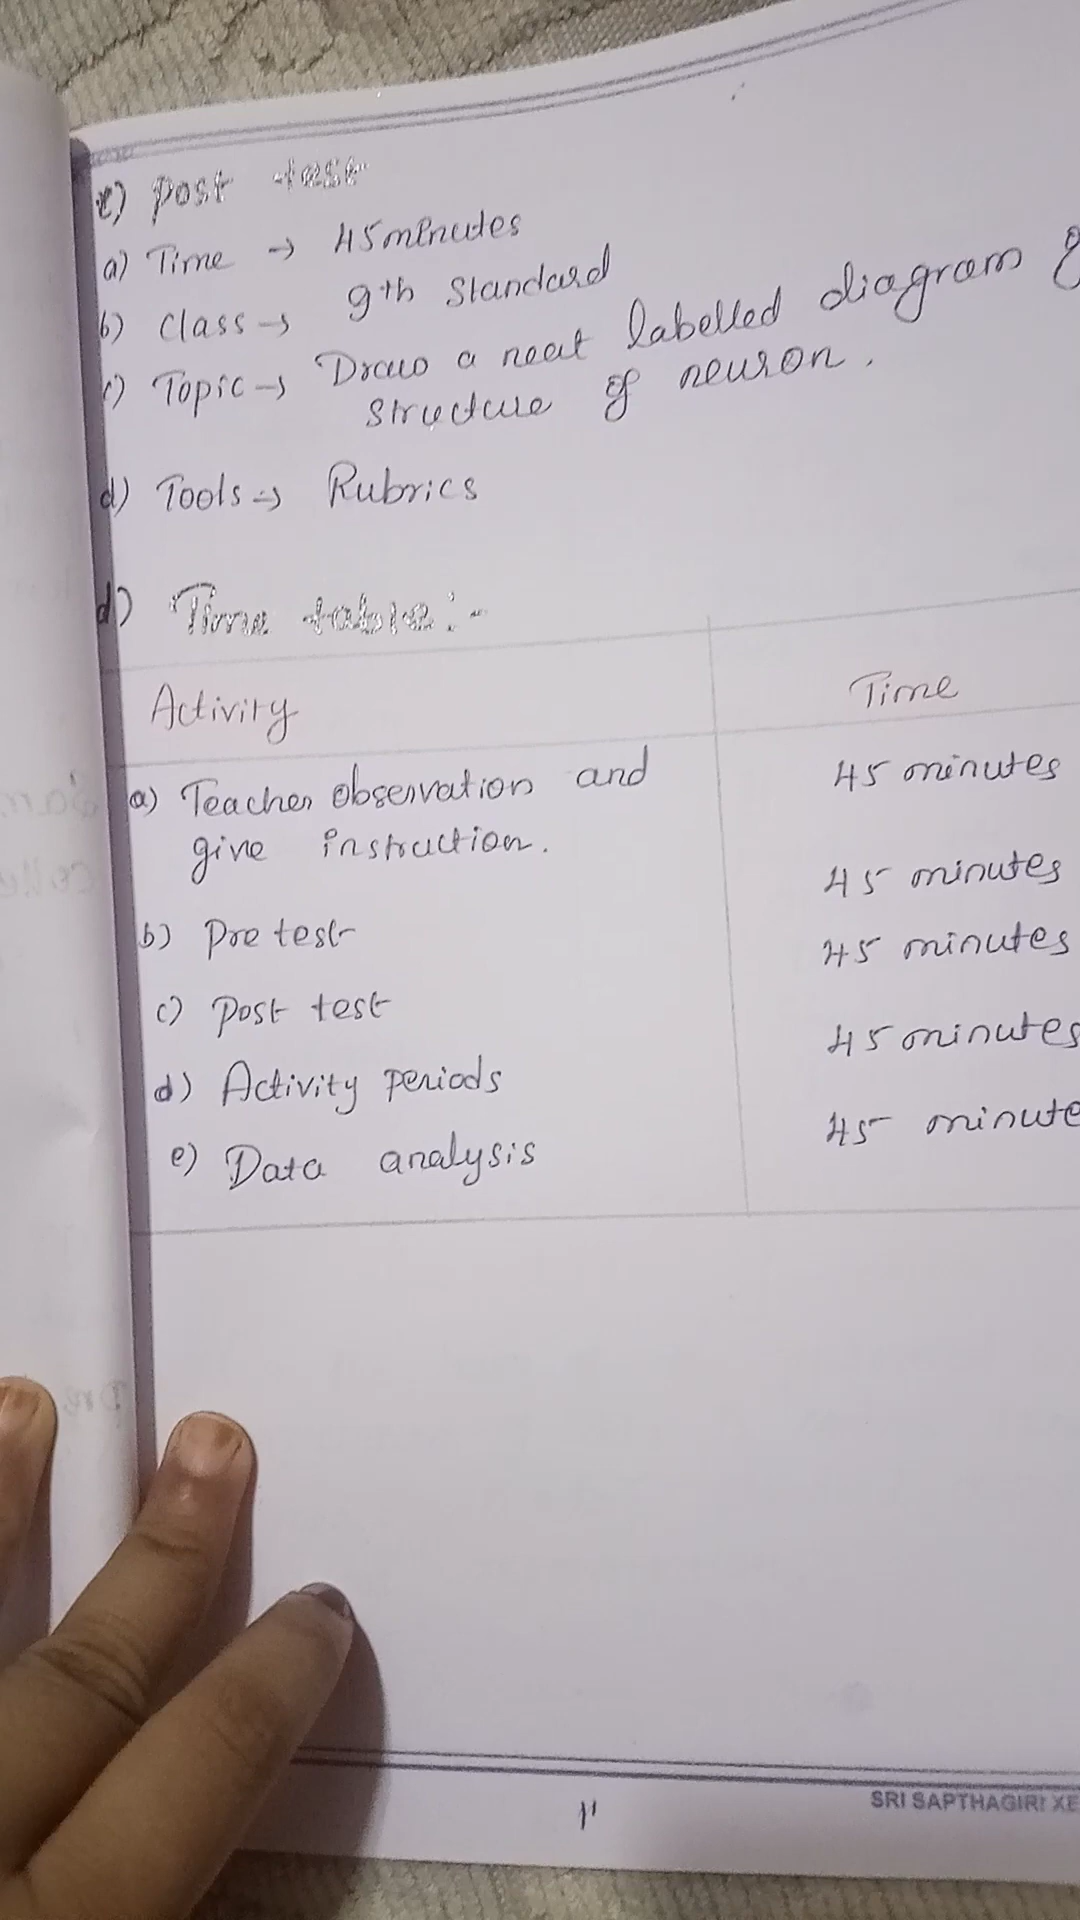 c) Post test
a) Time → 45 minutes
b) Class → 9th Standard
c) Topic → Draw a neat labelled diagram of
structure of neuron.
d) Tools → Rubrics
d) Time table :-
Activity Time
a) Teacher observation and 45 minutes
give instruction.
b) Pre test 45 minutes
c) Post test 45 minutes
d) Activity periods 45 minutes
e) Data analysis 45 minute
11
SRI SAPTHAGIRI XE